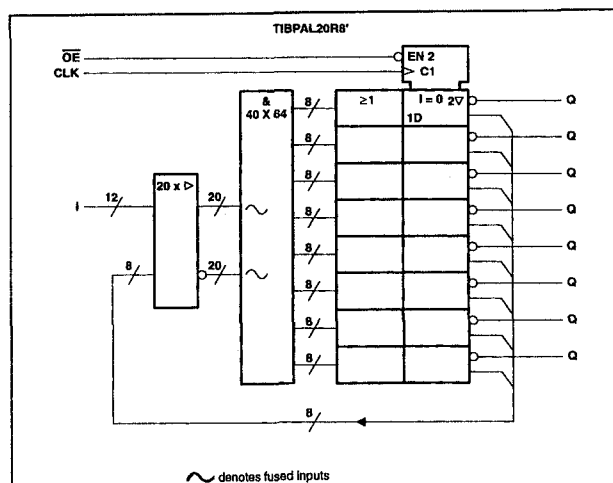 TIBPAL20R8'
OE
CLK
EN 2
C1
&
40 X 64
≥1
I = 0 2▽
1D
20 x ▷
I
12
20
8
20
8
8
8
8
8
8
8
8
8
Q
Q
Q
Q
Q
Q
Q
Q
denotes fused inputs